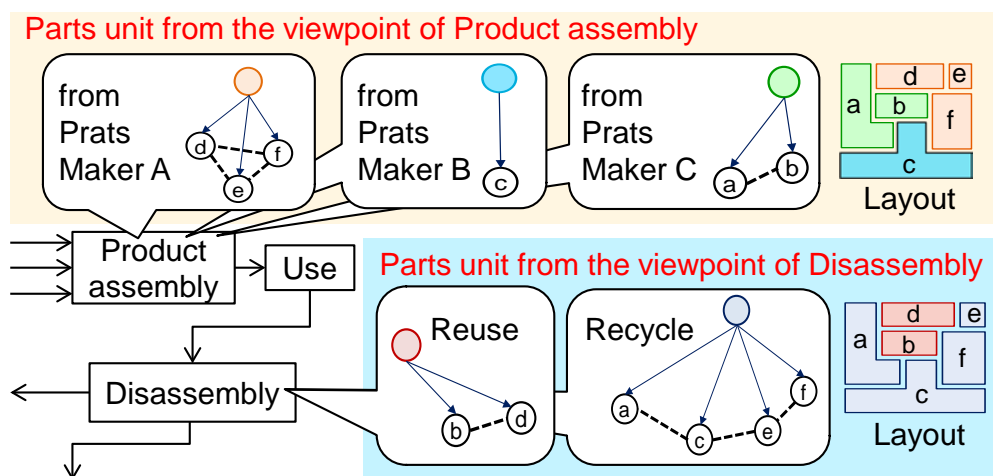 Parts unit from the viewpoint of Product assembly
from
Prats
Maker A
d
f
e
from
Prats
Maker B
c
from
Prats
Maker C
a
b
d
e
a
b
f
c
Layout
Product
assembly
Use
Parts unit from the viewpoint of Disassembly
Disassembly
Reuse
b
d
Recycle
a
c
e
f
d
e
a
b
f
c
Layout